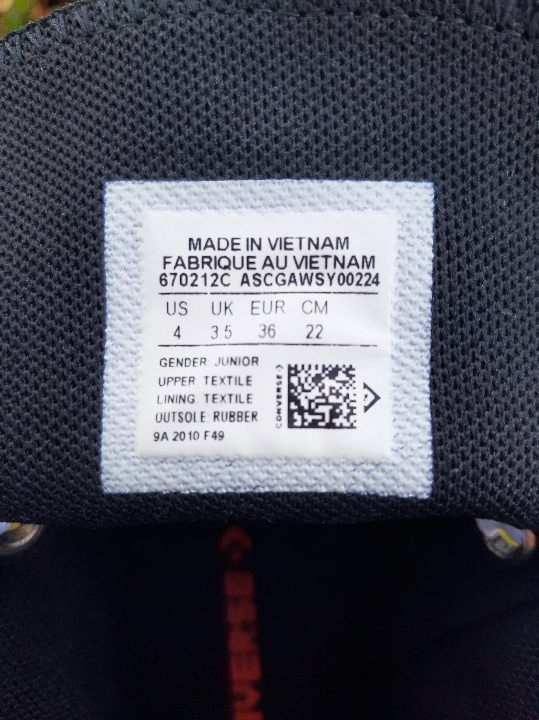 MADE IN VIETNAM
FABRIQUE AU VIETNAM
670212C ASCGAWSY00224
US UK EUR CM
4 3.5 36 22
GENDER: JUNIOR
UPPER: TEXTILE
LINING: TEXTILE
OUTSOLE: RUBBER
9A 2010 F49
CONVERSE
VERSE